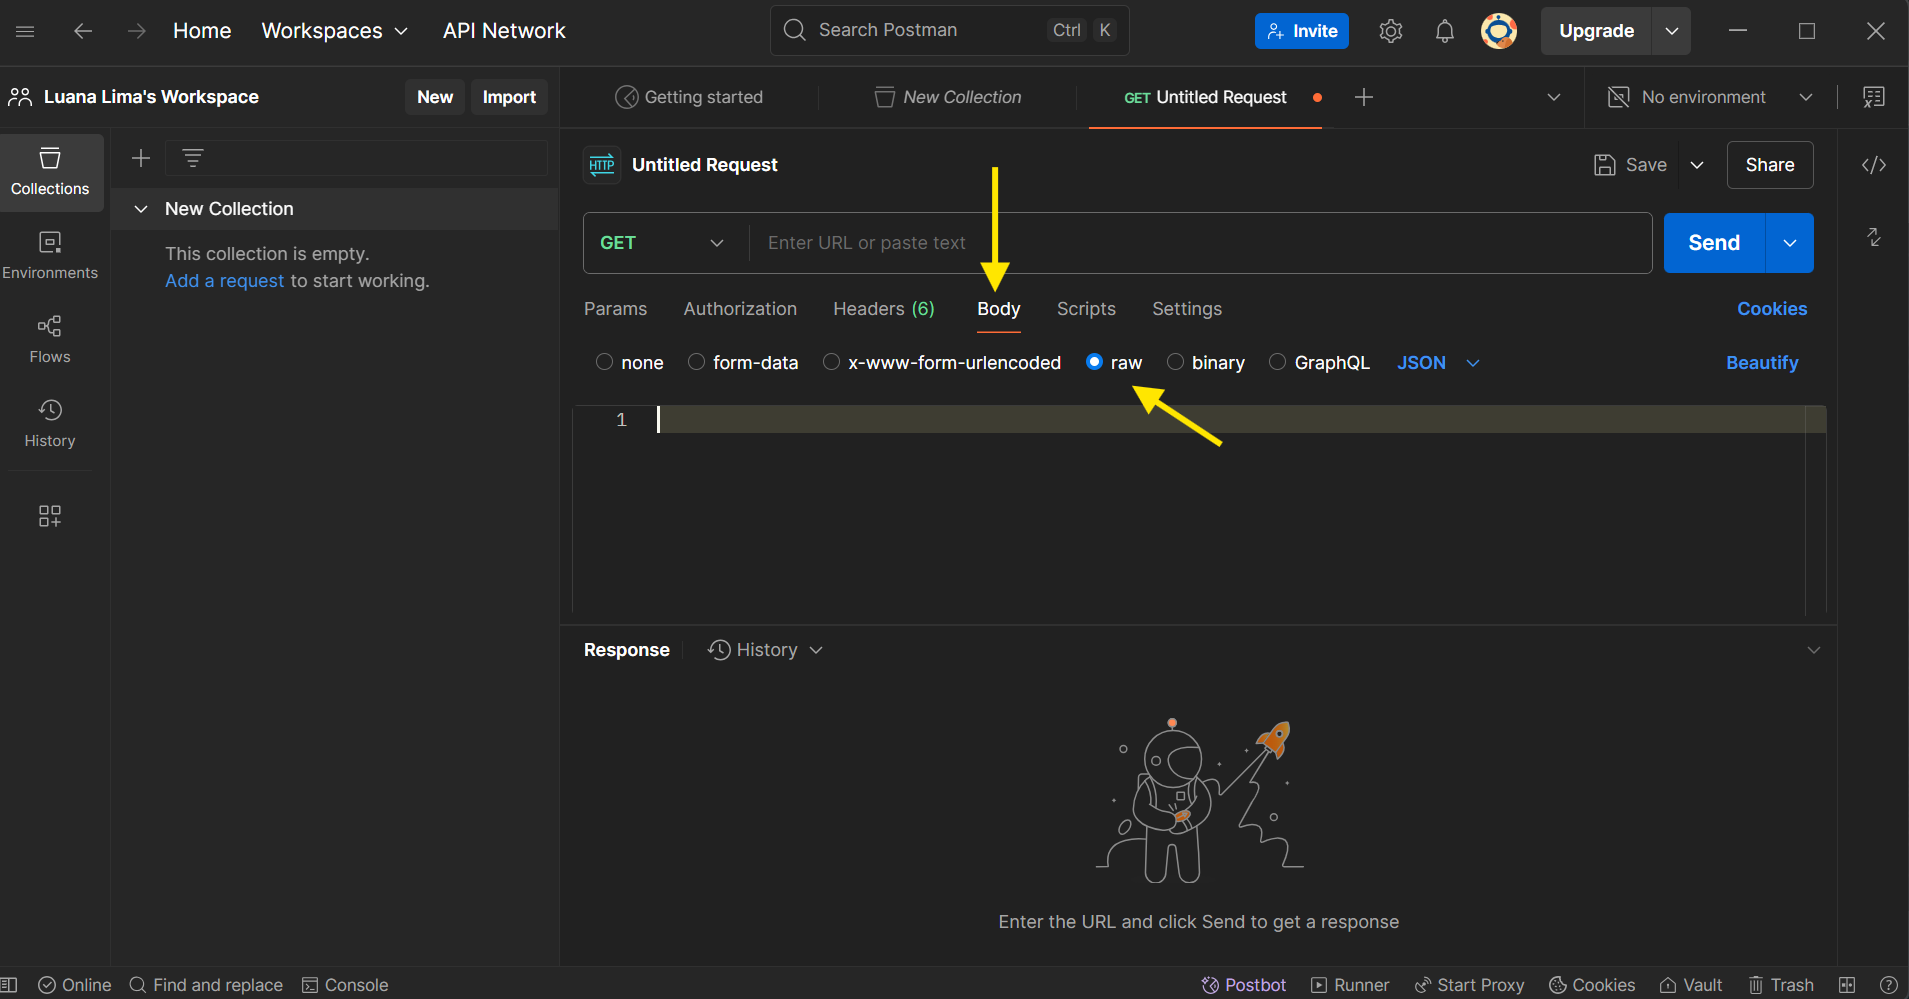 Home Workspaces API Network Search Postman Ctrl K Invite Upgrade
Luana Lima's Workspace New Import Getting started New Collection GET Untitled Request No environment
Collections
New Collection
This collection is empty.
Add a request to start working.
Environments
Flows
History
HTTP Untitled Request Save Share
GET Enter URL or paste text Send
Params Authorization Headers (6) Body Scripts Settings Cookies
none form-data x-www-form-urlencoded raw binary GraphQL JSON Beautify
1
Response History
Enter the URL and click Send to get a response
Online Find and replace Console Postbot Runner Start Proxy Cookies Vault Trash